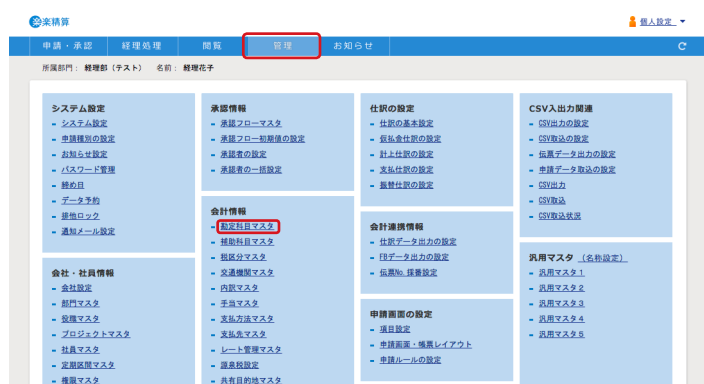 楽楽精算
個人設定
申請・承認 経理処理 閲覧 管理 お知らせ
所属部門： 経理部（テスト） 名前： 経理花子
システム設定
システム設定
申請種別の設定
お知らせ設定
パスワード管理
締め日
データ予約
排他ロック
通知メール設定
会社・社員情報
会社設定
部門マスタ
役職マスタ
プロジェクトマスタ
社員マスタ
定期区間マスタ
権限マスタ
承認情報
承認フローマスタ
承認フロー初期値の設定
承認者の設定
承認者の一括設定
会計情報
勘定科目マスタ
補助科目マスタ
税区分マスタ
交通機関マスタ
内訳マスタ
手当マスタ
支払方法マスタ
支払先マスタ
レート管理マスタ
源泉税設定
共有目的地マスタ
仕訳の設定
仕訳の基本設定
仮払金仕訳の設定
計上仕訳の設定
支払仕訳の設定
振替仕訳の設定
会計連携情報
仕訳データ出力の設定
FBデータ出力の設定
伝票No. 採番設定
申請画面の設定
項目設定
申請画面・帳票レイアウト
申請ルールの設定
CSV入出力関連
CSV出力の設定
CSV取込の設定
伝票データ出力の設定
申請データ取込の設定
CSV出力
CSV取込
CSV取込状況
汎用マスタ （名称設定）
汎用マスタ１
汎用マスタ２
汎用マスタ３
汎用マスタ４
汎用マスタ５